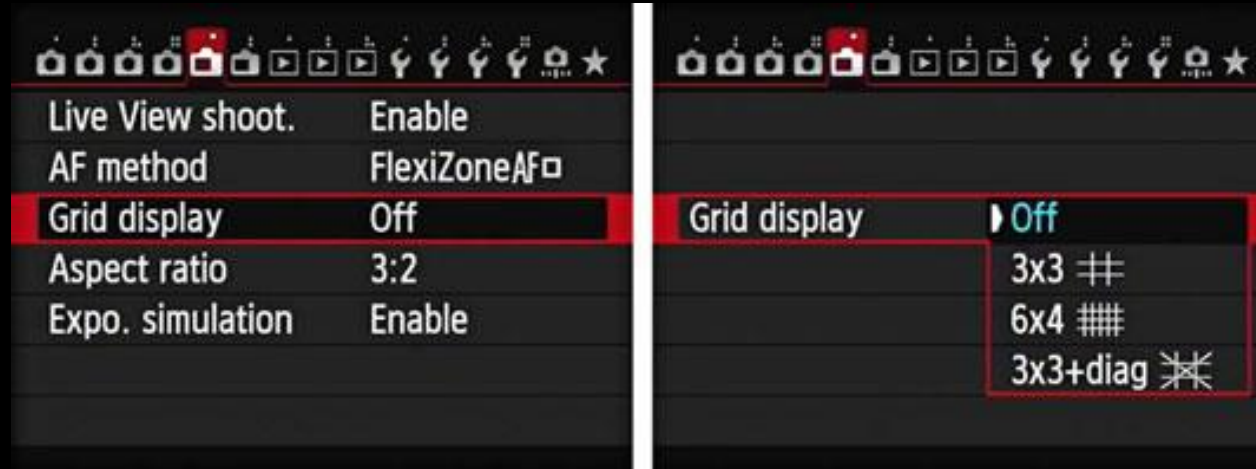 Live View shoot. Enable
AF method FlexiZoneAF
Grid display Off
Aspect ratio 3:2
Expo. simulation Enable
Grid display Off
3x3
6x4
3x3+diag